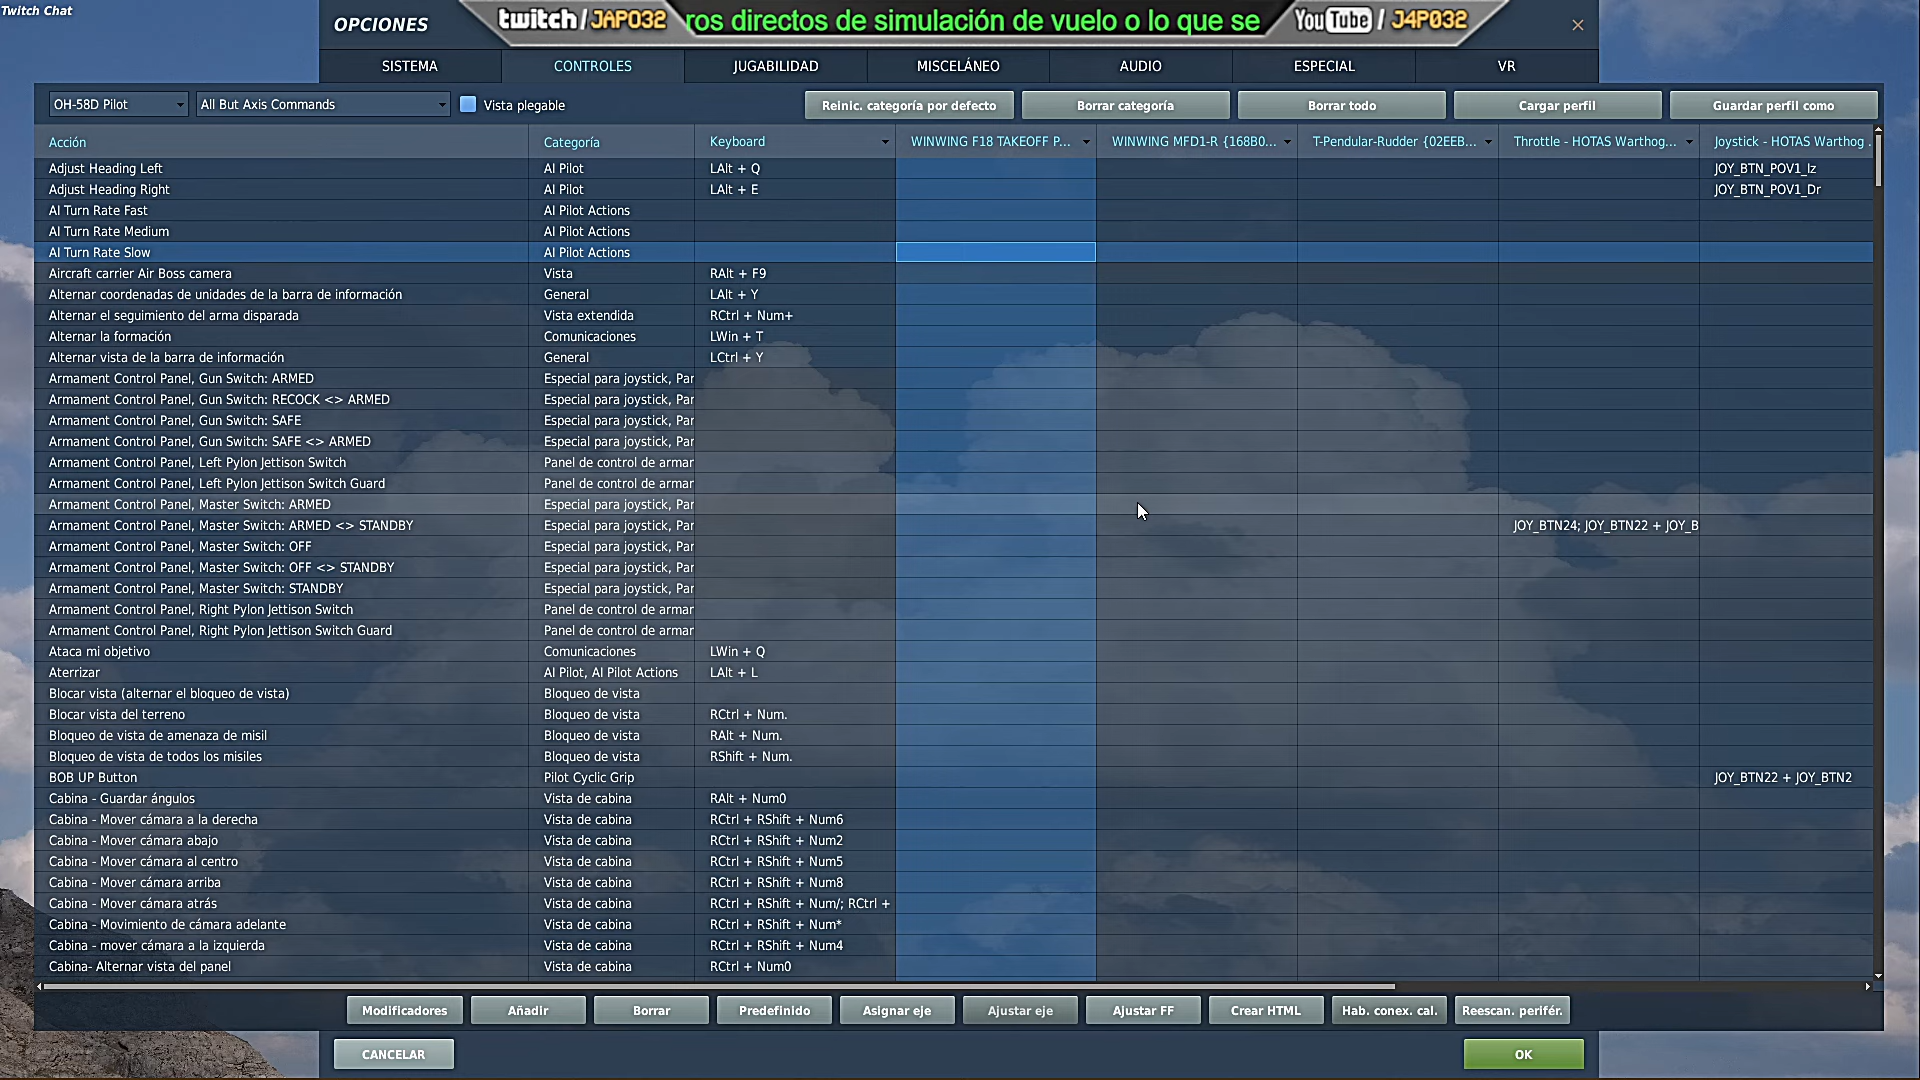 Twitch Chat
OPCIONES
twitch / JAPO32
ros directos de simulación de vuelo o lo que se
YouTube / J4P032
SISTEMA CONTROLES JUGABILIDAD MISCELÁNEO AUDIO ESPECIAL VR
OH-58D Pilot All But Axis Commands Vista plegable Reinic. categoría por defecto Borrar categoría Borrar todo Cargar perfil Guardar perfil como
Acción Categoría Keyboard WINWING F18 TAKEOFF P... WINWING MFD1-R {168B0... T-Pendular-Rudder {02EEB... Throttle - HOTAS Warthog... Joystick - HOTAS Warthog .
Adjust Heading Left AI Pilot LAlt + Q JOY_BTN_POV1_Iz
Adjust Heading Right AI Pilot LAlt + E JOY_BTN_POV1_Dr
AI Turn Rate Fast AI Pilot Actions
AI Turn Rate Medium AI Pilot Actions
AI Turn Rate Slow AI Pilot Actions
Aircraft carrier Air Boss camera Vista RAlt + F9
Alternar coordenadas de unidades de la barra de información General LAlt + Y
Alternar el seguimiento del arma disparada Vista extendida RCtrl + Num+
Alternar la formación Comunicaciones LWin + T
Alternar vista de la barra de información General LCtrl + Y
Armament Control Panel, Gun Switch: ARMED Especial para joystick, Par
Armament Control Panel, Gun Switch: RECOCK <> ARMED Especial para joystick, Par
Armament Control Panel, Gun Switch: SAFE Especial para joystick, Par
Armament Control Panel, Gun Switch: SAFE <> ARMED Especial para joystick, Par
Armament Control Panel, Left Pylon Jettison Switch Panel de control de armar
Armament Control Panel, Left Pylon Jettison Switch Guard Panel de control de armar
Armament Control Panel, Master Switch: ARMED Especial para joystick, Par
Armament Control Panel, Master Switch: ARMED <> STANDBY Especial para joystick, Par JOY_BTN24; JOY_BTN22 + JOY_B
Armament Control Panel, Master Switch: OFF Especial para joystick, Par
Armament Control Panel, Master Switch: OFF <> STANDBY Especial para joystick, Par
Armament Control Panel, Master Switch: STANDBY Especial para joystick, Par
Armament Control Panel, Right Pylon Jettison Switch Panel de control de armar
Armament Control Panel, Right Pylon Jettison Switch Guard Panel de control de armar
Ataca mi objetivo Comunicaciones LWin + Q
Aterrizar AI Pilot, AI Pilot Actions LAlt + L
Blocar vista (alternar el bloqueo de vista) Bloqueo de vista
Blocar vista del terreno Bloqueo de vista RCtrl + Num.
Bloqueo de vista de amenaza de misil Bloqueo de vista RAlt + Num.
Bloqueo de vista de todos los misiles Bloqueo de vista RShift + Num.
BOB UP Button Pilot Cyclic Grip JOY_BTN22 + JOY_BTN2
Cabina - Guardar ángulos Vista de cabina RAlt + Num0
Cabina - Mover cámara a la derecha Vista de cabina RCtrl + RShift + Num6
Cabina - Mover cámara abajo Vista de cabina RCtrl + RShift + Num2
Cabina - Mover cámara al centro Vista de cabina RCtrl + RShift + Num5
Cabina - Mover cámara arriba Vista de cabina RCtrl + RShift + Num8
Cabina - Mover cámara atrás Vista de cabina RCtrl + RShift + Num/; RCtrl +
Cabina - Movimiento de cámara adelante Vista de cabina RCtrl + RShift + Num*
Cabina - mover cámara a la izquierda Vista de cabina RCtrl + RShift + Num4
Cabina- Alternar vista del panel Vista de cabina RCtrl + Num0
Modificadores Añadir Borrar Predefinido Asignar eje Ajustar eje Ajustar FF Crear HTML Hab. conex. cal. Reescan. perifér.
CANCELAR OK